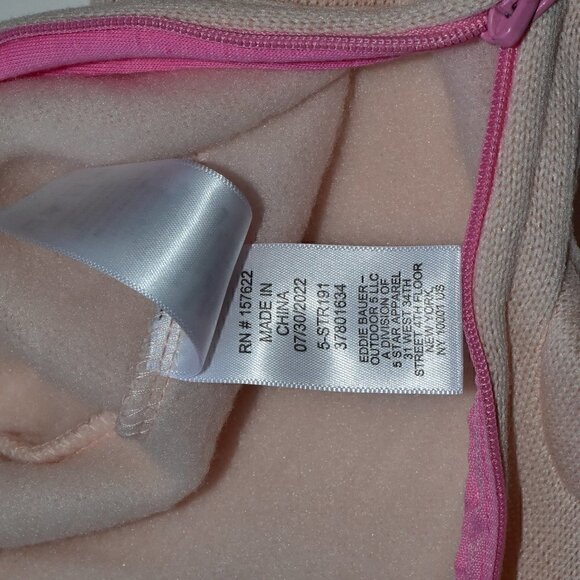 RN # 157622
MADE IN
CHINA
07/30/2022
5-STR191
37801634
EDDIE BAUER –
OUTDOOR 5 LLC
A DIVISION OF
5 STAR APPAREL
31 WEST 34TH
STREET 4TH FLOOR
NEW YORK,
NY 10001 US